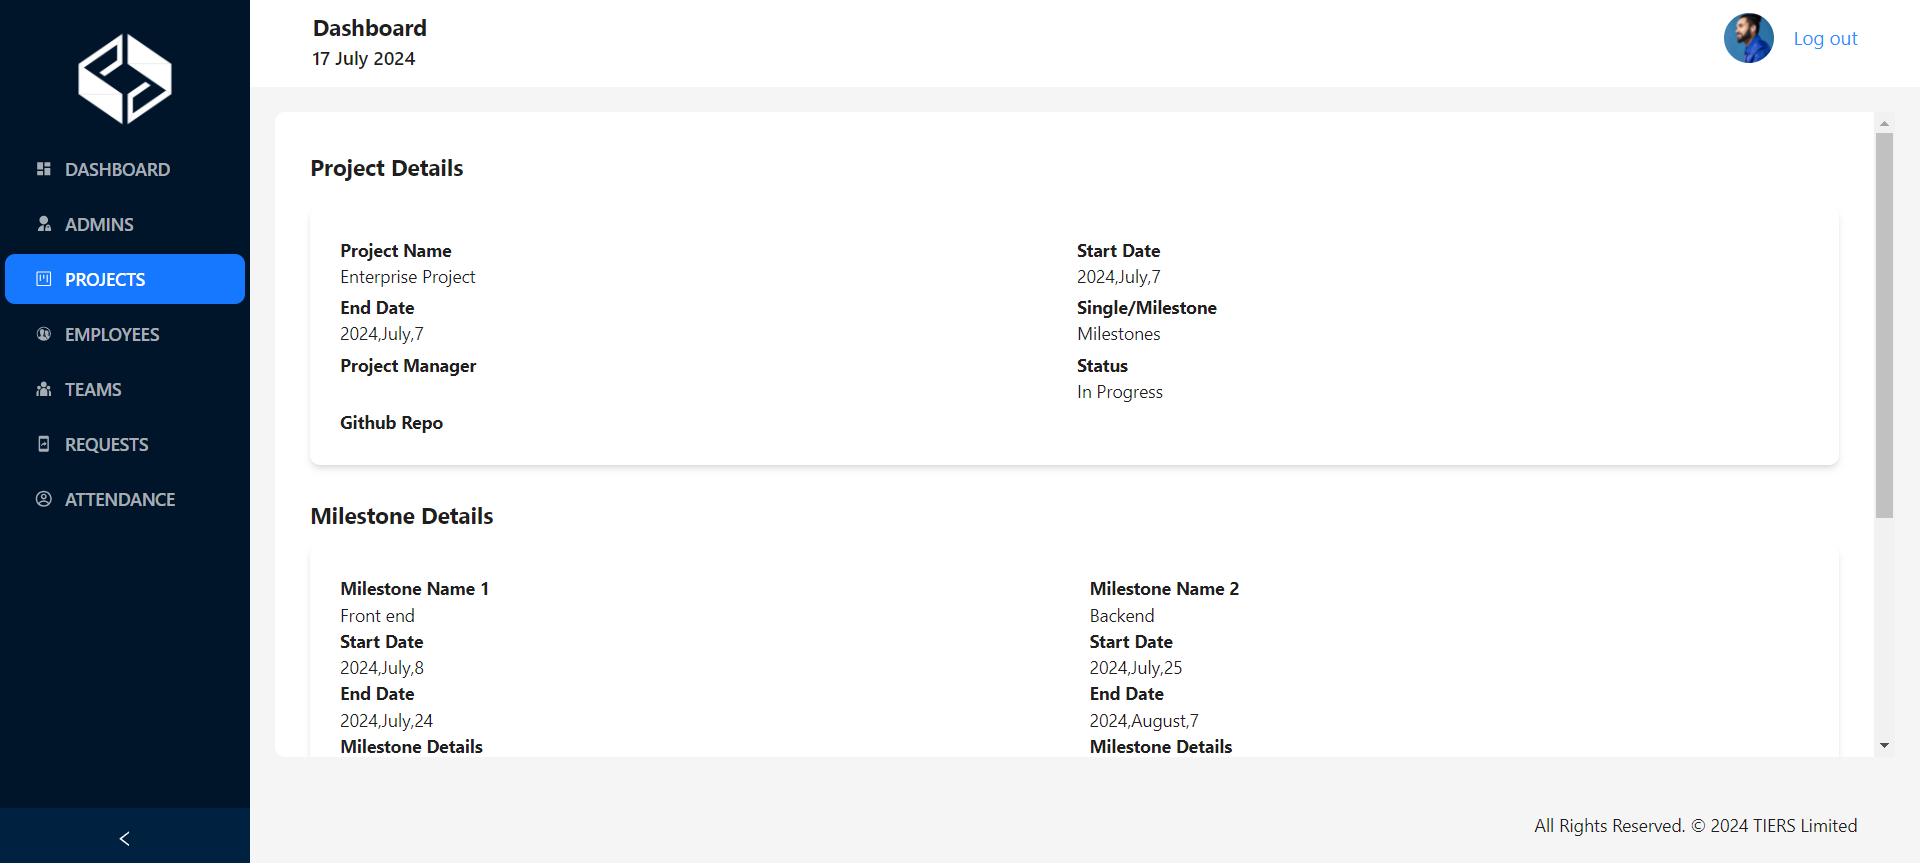 Dashboard
17 July 2024
Log out
DASHBOARD
ADMINS
PROJECTS
EMPLOYEES
TEAMS
REQUESTS
ATTENDANCE
Project Details
Project Name
Enterprise Project
Start Date
2024,July,7
End Date
2024,July,7
Single/Milestone
Milestones
Project Manager
Status
In Progress
Github Repo
Milestone Details
Milestone Name 1
Front end
Start Date
2024,July,8
End Date
2024,July,24
Milestone Details
Milestone Name 2
Backend
Start Date
2024,July,25
End Date
2024,August,7
Milestone Details
All Rights Reserved. © 2024 TIERS Limited